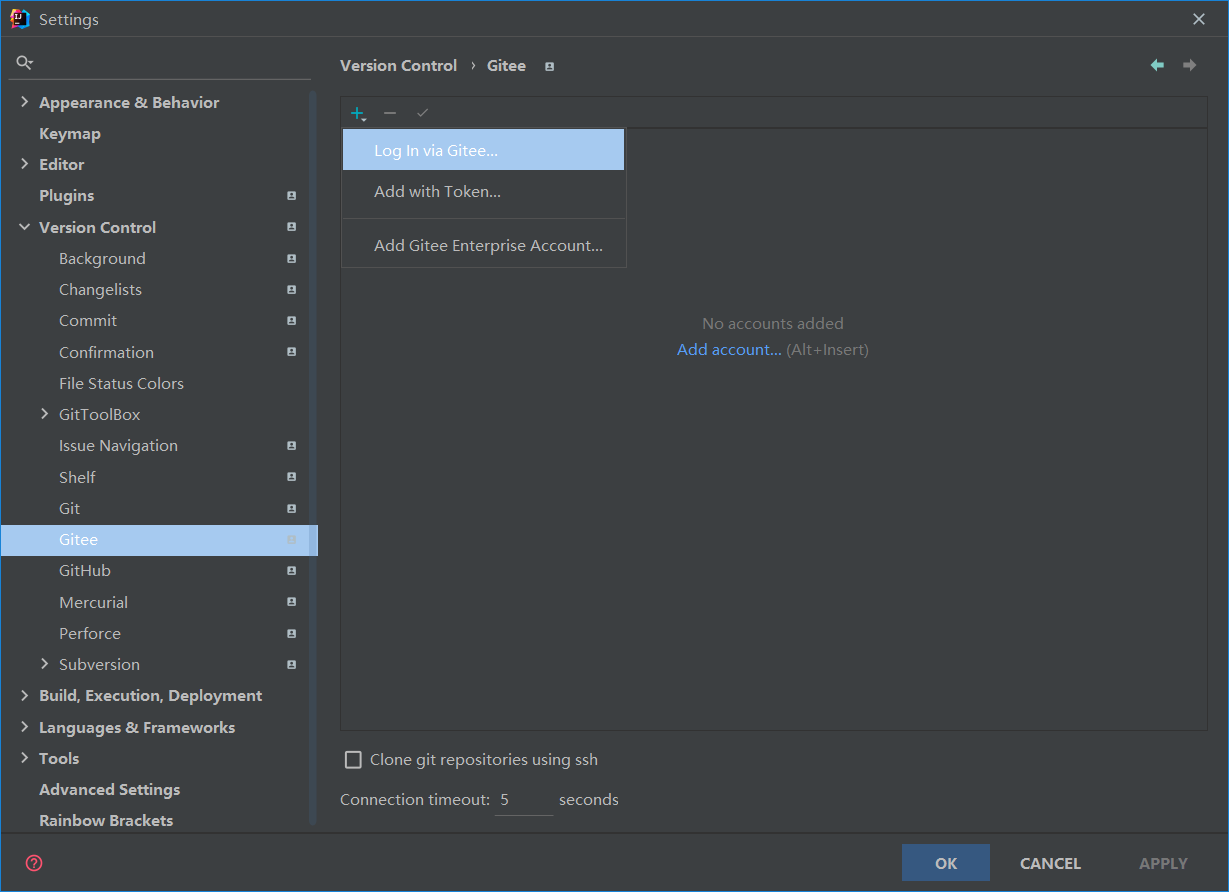 Settings
Version Control › Gitee
Appearance & Behavior
Keymap
Editor
Plugins
Version Control
Background
Changelists
Commit
Confirmation
File Status Colors
GitToolBox
Issue Navigation
Shelf
Git
Gitee
GitHub
Mercurial
Perforce
Subversion
Build, Execution, Deployment
Languages & Frameworks
Tools
Advanced Settings
Rainbow Brackets
Log In via Gitee...
Add with Token...
Add Gitee Enterprise Account...
No accounts added
Add account... (Alt+Insert)
Clone git repositories using ssh
Connection timeout: 5 seconds
OK CANCEL APPLY